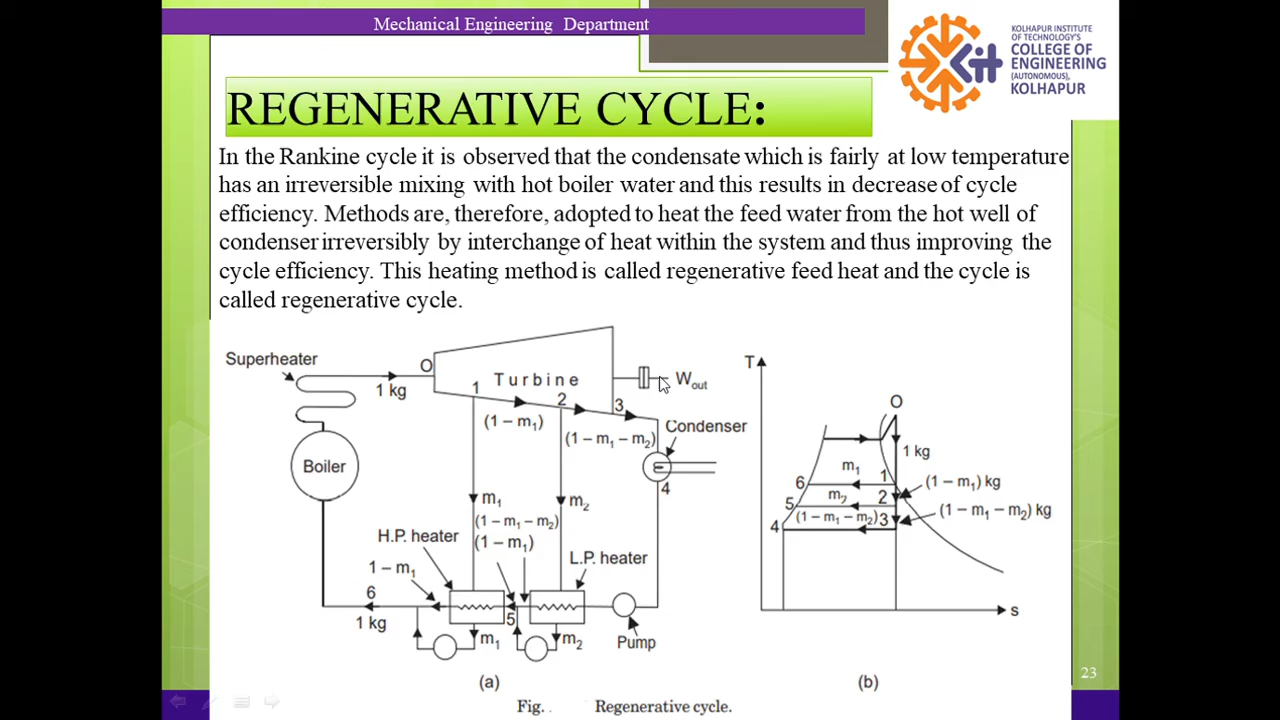 Mechanical Engineering Department
KOLHAPUR INSTITUTE
OF TECHNOLOGY'S
COLLEGE OF
ENGINEERING
(AUTONOMOUS),
KOLHAPUR
kit
REGENERATIVE CYCLE:
In the Rankine cycle it is observed that the condensate which is fairly at low temperature
has an irreversible mixing with hot boiler water and this results in decrease of cycle
efficiency. Methods are, therefore, adopted to heat the feed water from the hot well of
condenser irreversibly by interchange of heat within the system and thus improving the
cycle efficiency. This heating method is called regenerative feed heat and the cycle is
called regenerative cycle.
Superheater
O
1 kg
Turbine
1
2
3
Wout
(1 – m1)
(1 – m1 – m2)
Condenser
4
Boiler
m1
m2
(1 – m1 – m2)
(1 – m1)
H.P. heater
L.P. heater
1 – m1
6
1 kg
5
m1
m2
Pump
(a)
T
O
1 kg
m1
6
1
(1 – m1) kg
m2
5
2
(1 – m1 – m2)
4
3
(1 – m1 – m2) kg
s
(b)
Fig. . Regenerative cycle.
23